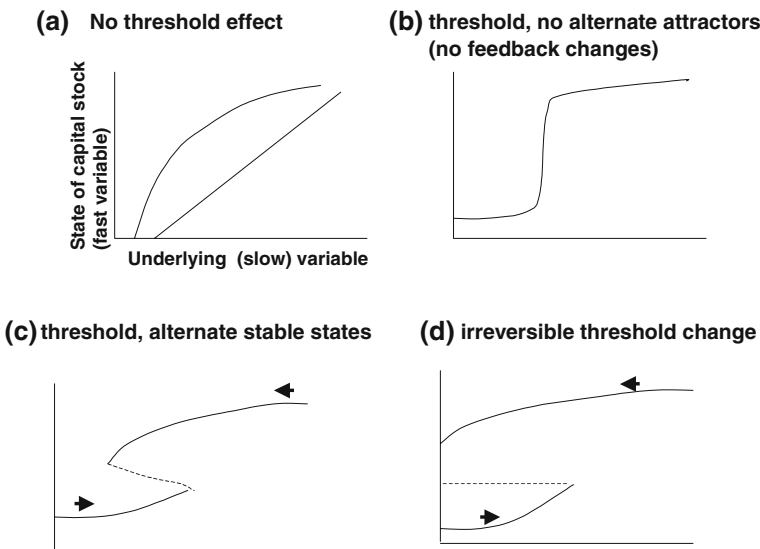 (a) No threshold effect
(b) threshold, no alternate attractors
(no feedback changes)
State of capital stock
(fast variable)
Underlying (slow) variable
(c) threshold, alternate stable states
(d) irreversible threshold change